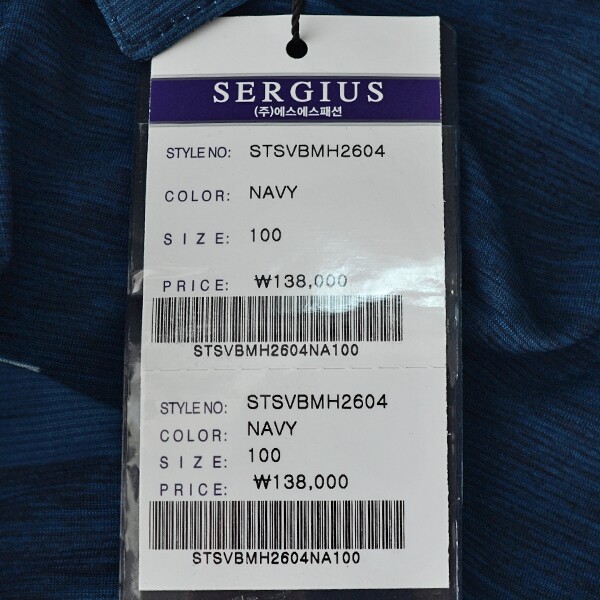 SERGIUS
(주)에스에스패션
STYLE NO: STSVBMH2604
COLOR: NAVY
SIZE: 100
PRICE: ₩138,000
STSVBMH2604NA100
STYLE NO: STSVBMH2604
COLOR: NAVY
SIZE: 100
PRICE: ₩138,000
STSVBMH2604NA100